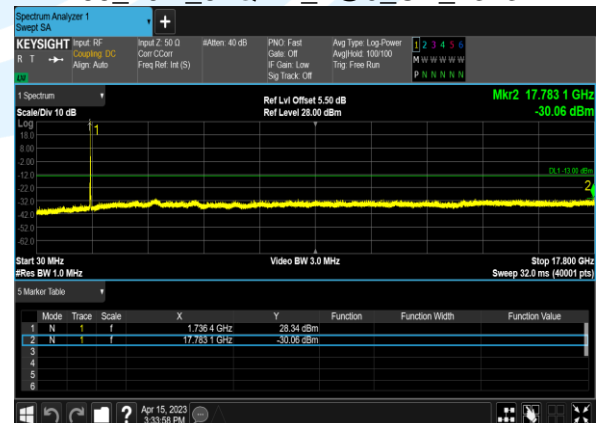 Spectrum Analyzer 1
Swept SA
+
KEYSIGHT Input: RF Input Z: 50 Ω #Atten: 40 dB PNO: Fast Avg Type: Log-Power 1 2 3 4 5 6
R T Coupling: DC Corr CCorr Gate: Off Avg|Hold: 100/100 M W W W W W
Align: Auto Freq Ref: Int (S) IF Gain: Low Trig: Free Run P N N N N N
Sig Track: Off
1 Spectrum
Ref Lvl Offset 5.50 dB Mkr2 17.783 1 GHz
Scale/Div 10 dB Ref Level 28.00 dBm -30.06 dBm
Log
1
18.0
8.00
-2.00
DL1 -13.00 dBm
-12.0
2
-22.0
-32.0
-42.0
-52.0
-62.0
Start 30 MHz Video BW 3.0 MHz Stop 17.800 GHz
#Res BW 1.0 MHz Sweep 32.0 ms (40001 pts)
5 Marker Table
Mode Trace Scale X Y Function Function Width Function Value
1 N 1 f 1.736 4 GHz 28.34 dBm
2 N 1 f 17.783 1 GHz -30.06 dBm
3
4
5
6
? Apr 15, 2023
3:33:58 PM